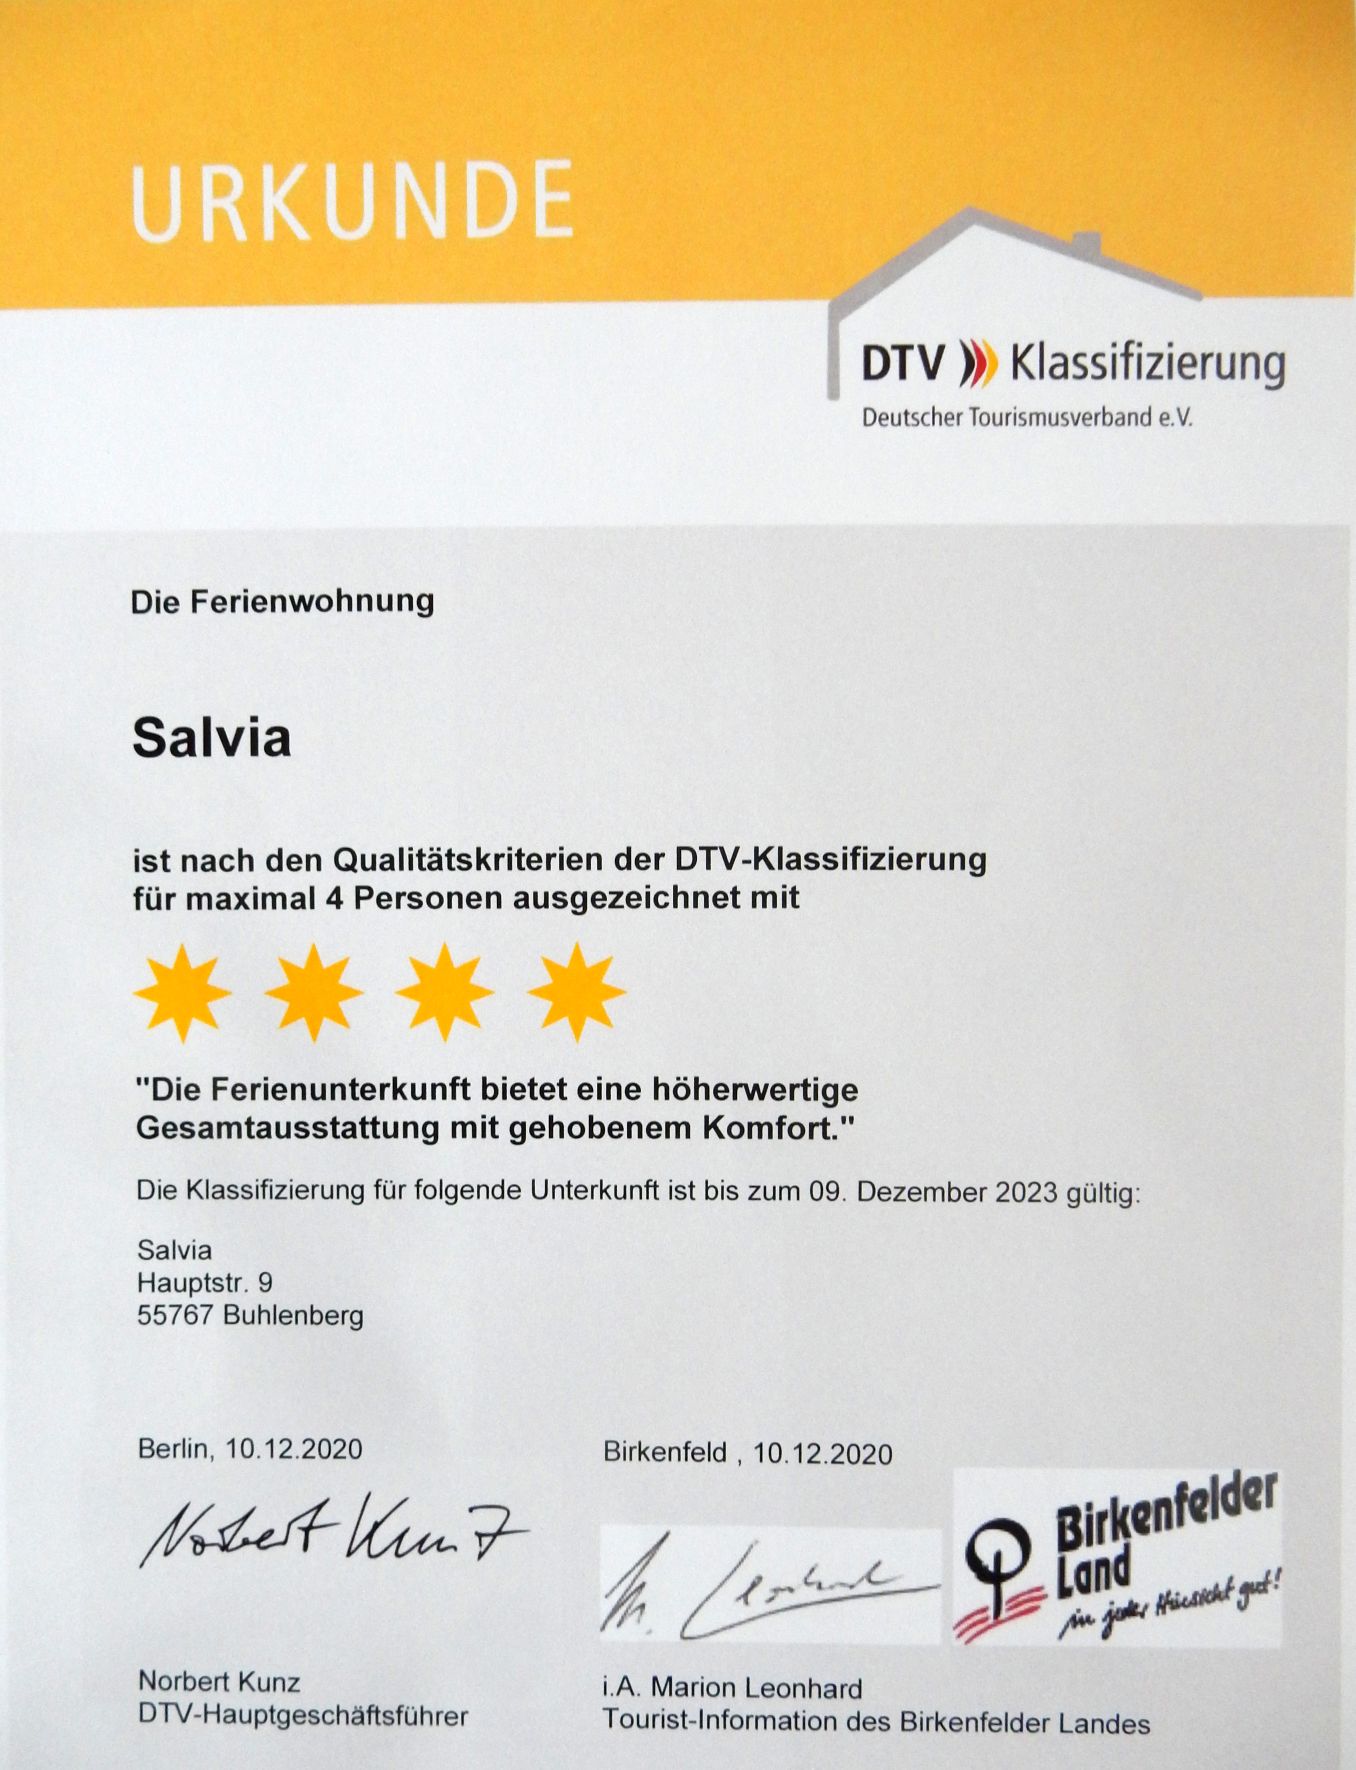 URKUNDE
DTV Klassifizierung
Deutscher Tourismusverband e.V.
Die Ferienwohnung
Salvia
ist nach den Qualitätskriterien der DTV-Klassifizierung
für maximal 4 Personen ausgezeichnet mit
"Die Ferienunterkunft bietet eine höherwertige
Gesamtausstattung mit gehobenem Komfort."
Die Klassifizierung für folgende Unterkunft ist bis zum 09. Dezember 2023 gültig:
Salvia
Hauptstr. 9
55767 Buhlenberg
Berlin, 10.12.2020
Birkenfeld , 10.12.2020
Norbert Kunz
M. Leonhard
Birkenfelder
Land
in jeder Hinsicht gut!
Norbert Kunz
DTV-Hauptgeschäftsführer
i.A. Marion Leonhard
Tourist-Information des Birkenfelder Landes